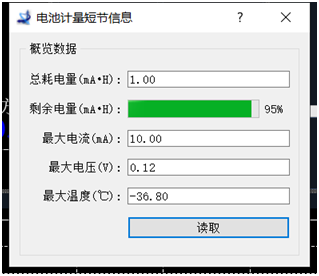 电池计量短节信息
概览数据
总耗电量(mA•H): 1.00
剩余电量(mA•H): 95%
最大电流(mA): 10.00
最大电压(V): 0.12
最大温度(℃): -36.80
读取